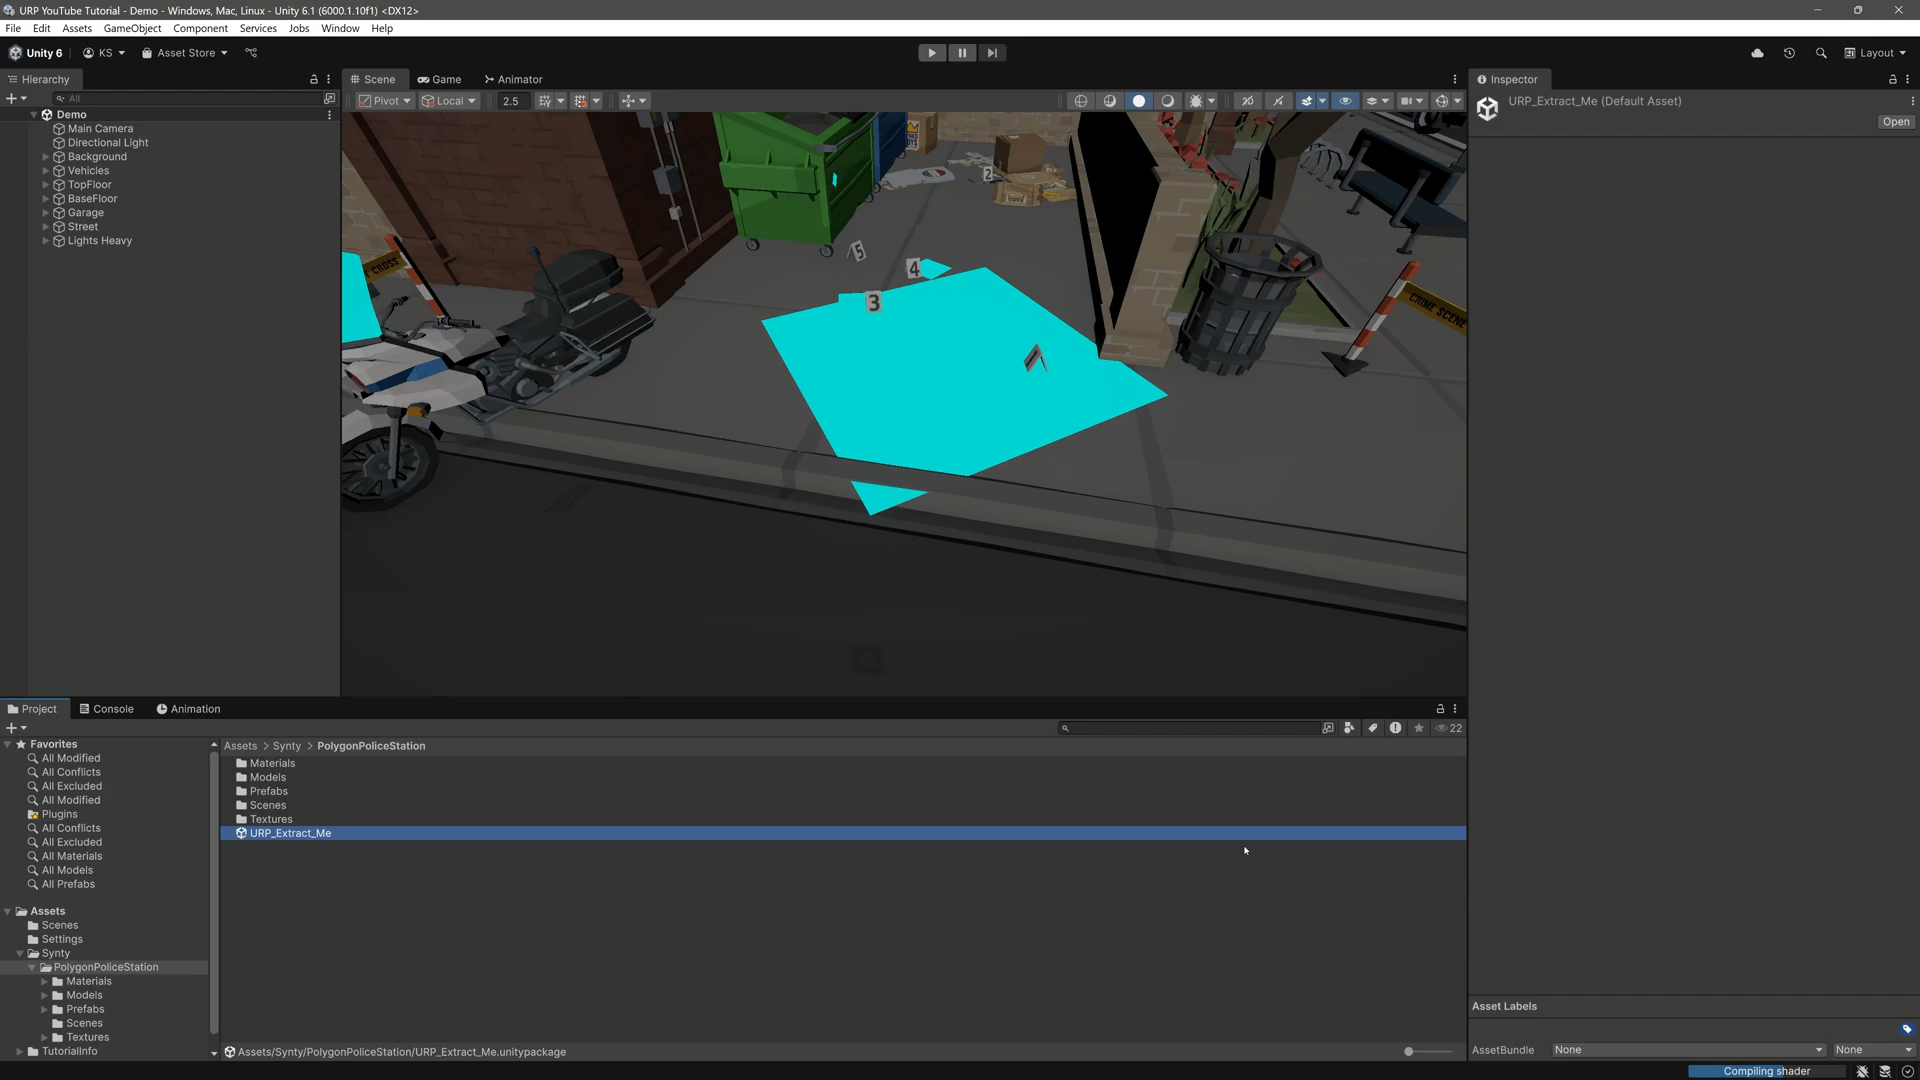 URP YouTube Tutorial - Demo - Windows, Mac, Linux - Unity 6.1 (6000.1.10f1) <DX12>
File Edit Assets GameObject Component Services Jobs Window Help
Unity 6 KS Asset Store Layout
Hierarchy
All
Demo
Main Camera
Directional Light
Background
Vehicles
TopFloor
BaseFloor
Garage
Street
Lights Heavy
Scene Game Animator
Pivot Local 2.5
2
5
4
3
CROSS
CRIME SCENE
Inspector
URP_Extract_Me (Default Asset)
Open
Project Console Animation
22
Favorites
All Modified
All Conflicts
All Excluded
All Modified
Plugins
All Conflicts
All Excluded
All Materials
All Models
All Prefabs
Assets
Scenes
Settings
Synty
PolygonPoliceStation
Materials
Models
Prefabs
Scenes
Textures
TutorialInfo
Assets > Synty > PolygonPoliceStation
Materials
Models
Prefabs
Scenes
Textures
URP_Extract_Me
Assets/Synty/PolygonPoliceStation/URP_Extract_Me.unitypackage
Asset Labels
AssetBundle None None
Compiling shader